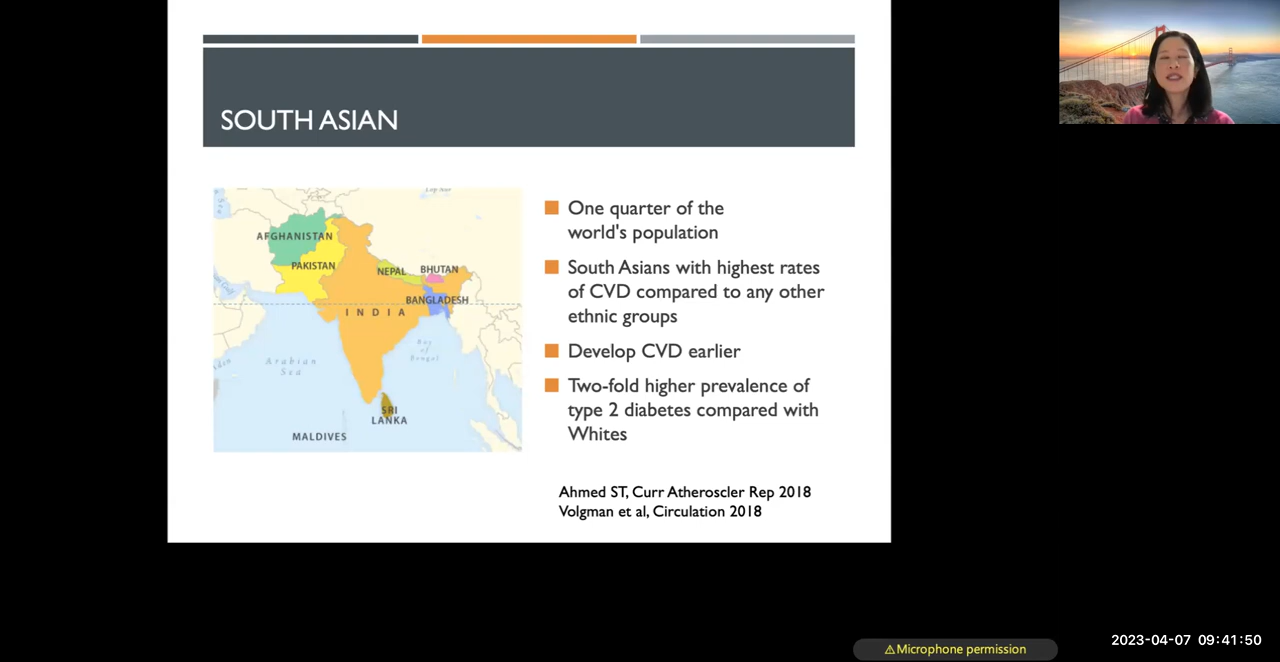 SOUTH ASIAN
AFGHANISTAN
PAKISTAN
NEPAL
BHUTAN
BANGLADESH
INDIA
Arabian
Sea
Bay
of
Bengal
SRI
LANKA
MALDIVES
One quarter of the
world's population
South Asians with highest rates
of CVD compared to any other
ethnic groups
Develop CVD earlier
Two-fold higher prevalence of
type 2 diabetes compared with
Whites
Ahmed ST, Curr Atheroscler Rep 2018
Volgman et al, Circulation 2018
⚠Microphone permission
2023-04-07 09:41:50